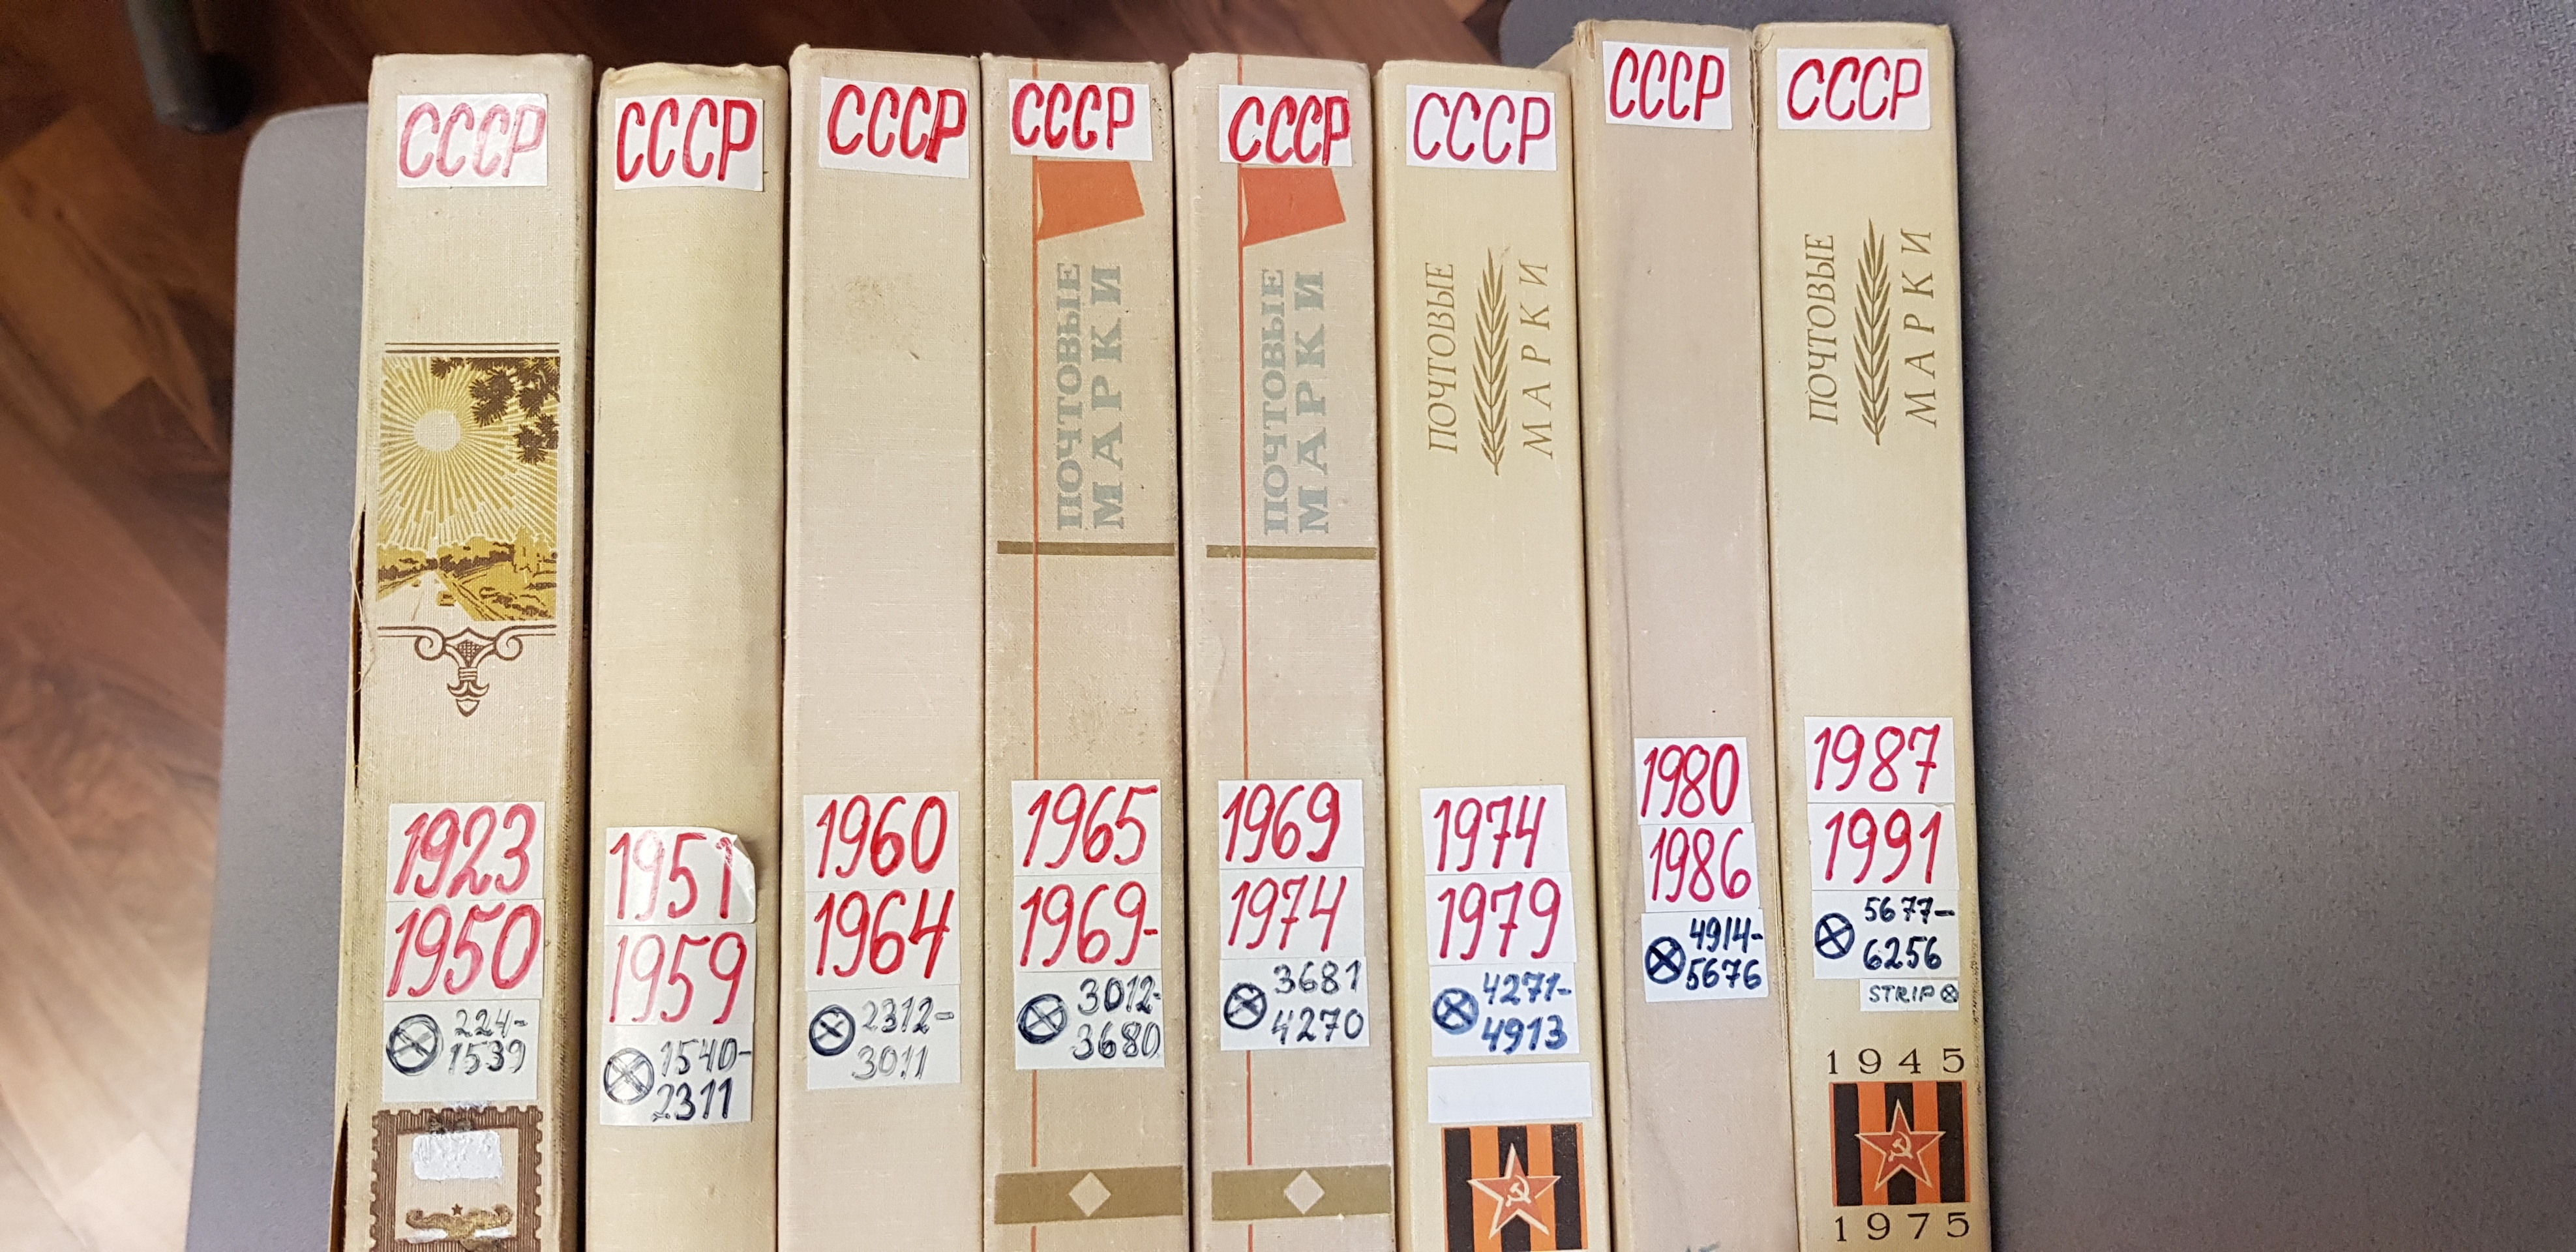 СССР
1923
1950
⊗ 224-
1539
СССР
1951
1959
⊗ 1540-
2311
СССР
1960
1964
⊗ 2312-
3011
СССР
ПОЧТОВЫЕ
МАРКИ
1965
1969-
⊗ 3012-
3680
СССР
ПОЧТОВЫЕ
МАРКИ
1969
1974
⊗ 3681
4270
СССР
ПОЧТОВЫЕ
МАРКИ
1974
1979
⊗ 4271-
4913
СССР
1980
1986
⊗ 4914-
5676
СССР
ПОЧТОВЫЕ
МАРКИ
1987
1991
⊗ 5677-
6256
STRIP ⊗
1945
1975